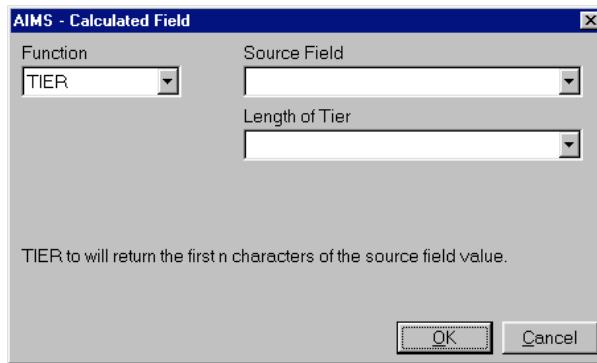 AIMS - Calculated Field
Function Source Field
TIER
Length of Tier
TIER to will return the first n characters of the source field value.
OK Cancel